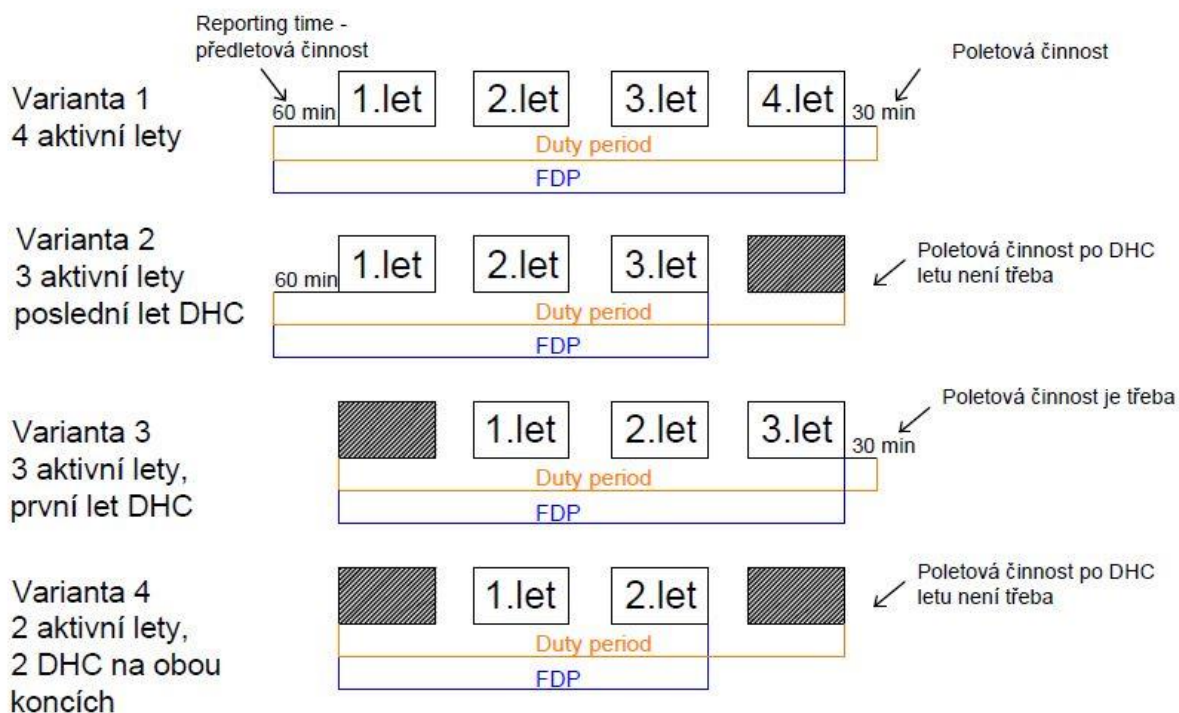 Reporting time -
předletová činnost
Poletová činnost
Varianta 1
4 aktivní lety
60 min
1.let
2.let
3.let
4.let
30 min
Duty period
FDP
Varianta 2
3 aktivní lety
poslední let DHC
60 min
1.let
2.let
3.let
Poletová činnost po DHC
letu není třeba
Duty period
FDP
Varianta 3
3 aktivní lety,
první let DHC
1.let
2.let
3.let
30 min
Poletová činnost je třeba
Duty period
FDP
Varianta 4
2 aktivní lety,
2 DHC na obou
koncích
1.let
2.let
Poletová činnost po DHC
letu není třeba
Duty period
FDP